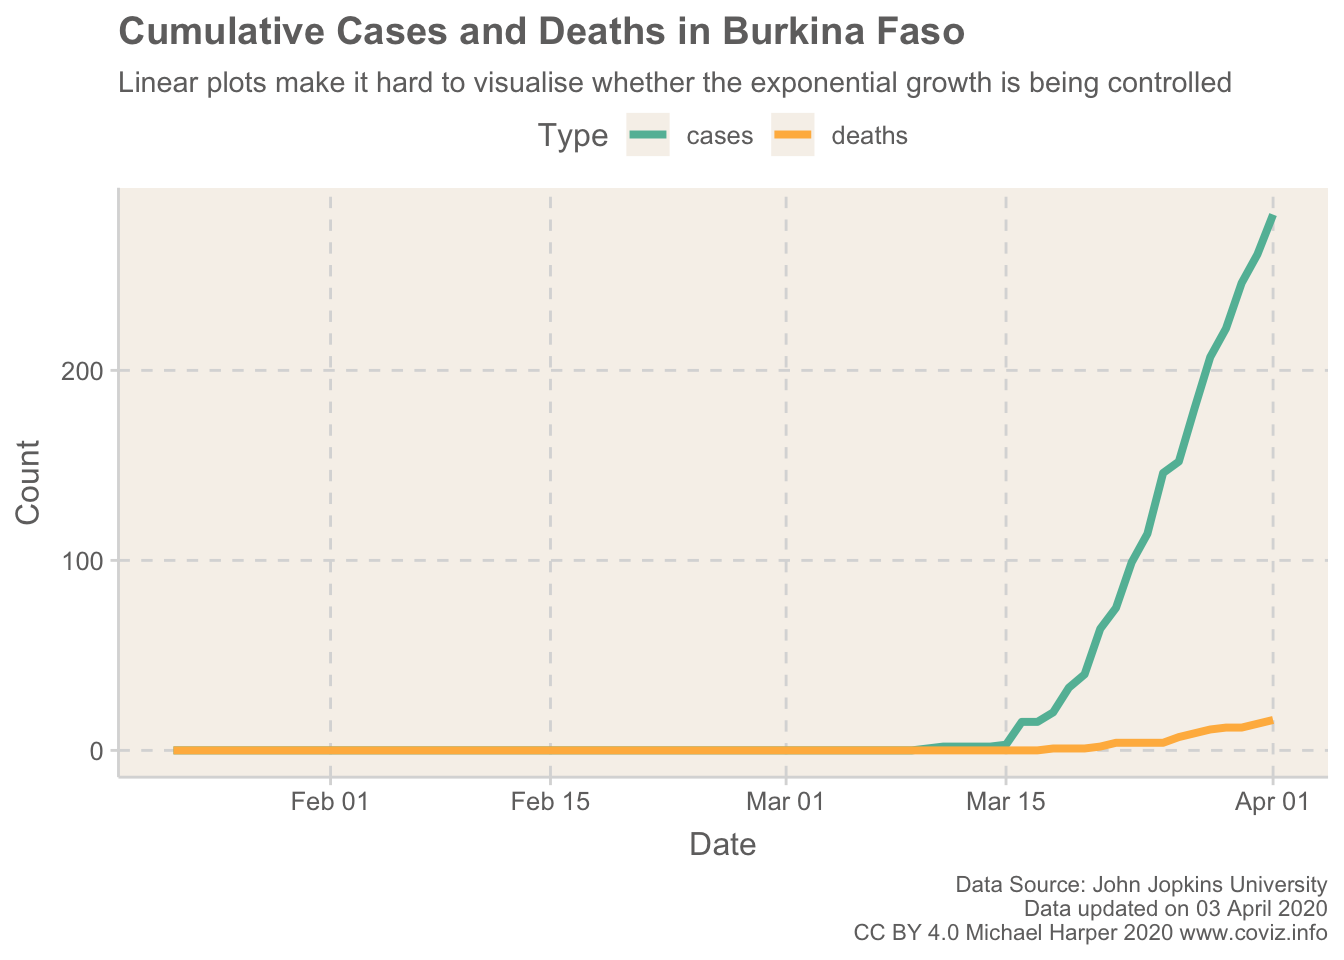 Cumulative Cases and Deaths in Burkina Faso
Linear plots make it hard to visualise whether the exponential growth is being controlled
Type cases deaths
200
100
0
Count
Feb 01 Feb 15 Mar 01 Mar 15 Apr 01
Date
Data Source: John Jopkins University
Data updated on 03 April 2020
CC BY 4.0 Michael Harper 2020 www.coviz.info